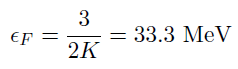 ϵ_F = 3/2K = 33.3 MeV